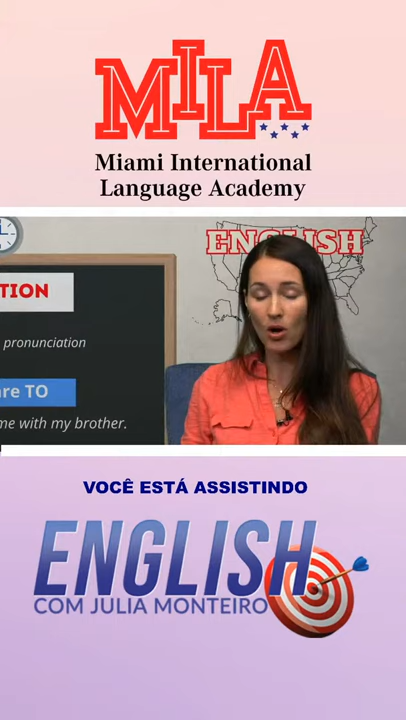 MILA
Miami International
Language Academy
ENGLISH
TION
pronunciation
are TO
me with my brother.
VOCÊ ESTÁ ASSISTINDO
ENGLISH
COM JULIA MONTEIRO